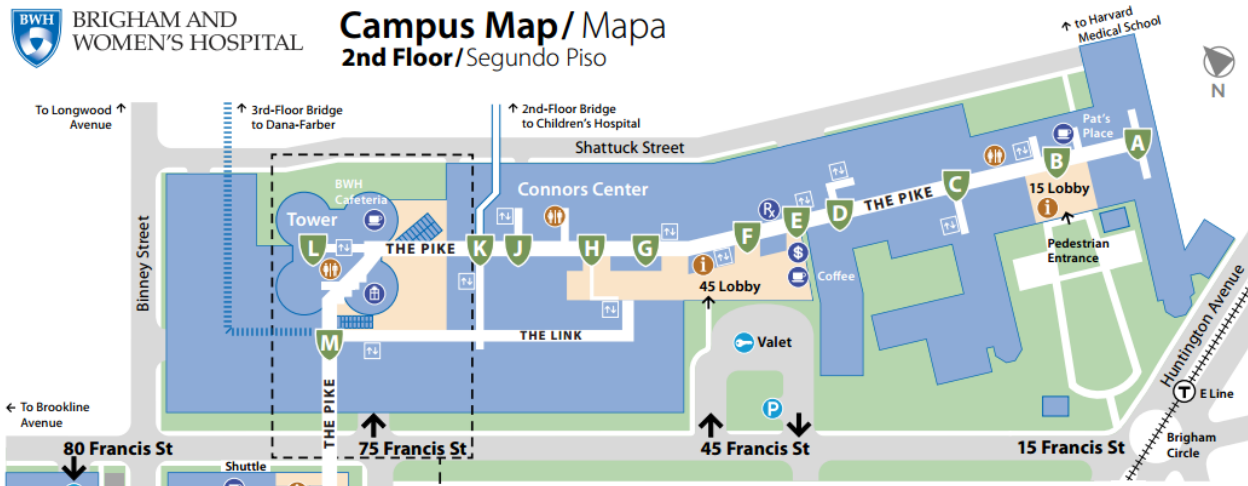 BWH
BRIGHAM AND
WOMEN'S HOSPITAL
Campus Map/ Mapa
2nd Floor/Segundo Piso
↗ to Harvard
Medical School
N
To Longwood ↑
Avenue
↑ 3rd-Floor Bridge
to Dana-Farber
↑ 2nd-Floor Bridge
to Children's Hospital
Shattuck Street
Pat's
Place
A
B
C
15 Lobby
i
Pedestrian
Entrance
BWH
Cafeteria
Connors Center
Tower
THE PIKE
L
THE PIKE
K
J
H
G
F
E
D
Rx
$
Coffee
i
45 Lobby
Binney Street
M
THE LINK
Valet
P
Huntington Avenue
T
E Line
← To Brookline
Avenue
THE PIKE
80 Francis St
75 Francis St
45 Francis St
15 Francis St
Brigham
Circle
Shuttle